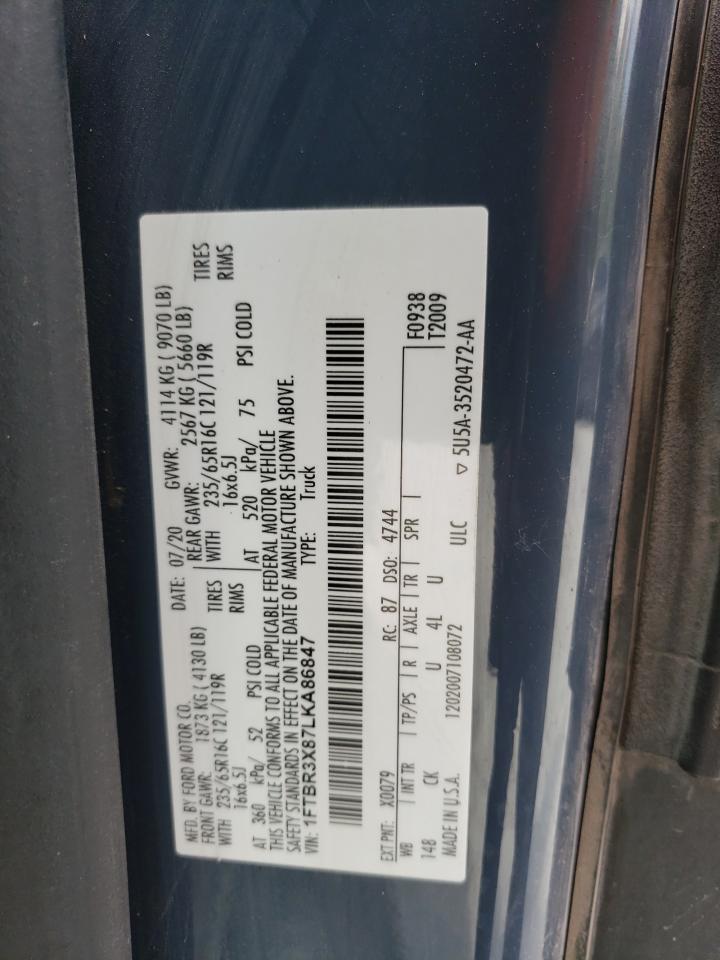 MFD. BY FORD MOTOR CO. DATE: 07/20 GVWR: 4114 KG ( 9070 LB)
FRONT GAWR: 1873 KG ( 4130 LB) REAR GAWR: 2567 KG ( 5660 LB)
WITH 235/65R16C 121/119R TIRES WITH 235/65R16C 121/119R TIRES
16x6.5J RIMS 16x6.5J RIMS
AT 360 kPa/ 52 PSI COLD AT 520 kPa/ 75 PSI COLD
THIS VEHICLE CONFORMS TO ALL APPLICABLE FEDERAL MOTOR VEHICLE
SAFETY STANDARDS IN EFFECT ON THE DATE OF MANUFACTURE SHOWN ABOVE.
VIN: 1FTBR3X87LKA86847 TYPE: Truck
EXT PNT: X0079 RC: 87 DSO: 4744 F0938
WB INT TR TP/PS R AXLE TR SPR T2009
148 CK U 4L U
MADE IN U.S.A. 1202007108072 ULC ▽ 5U5A-3520472-AA